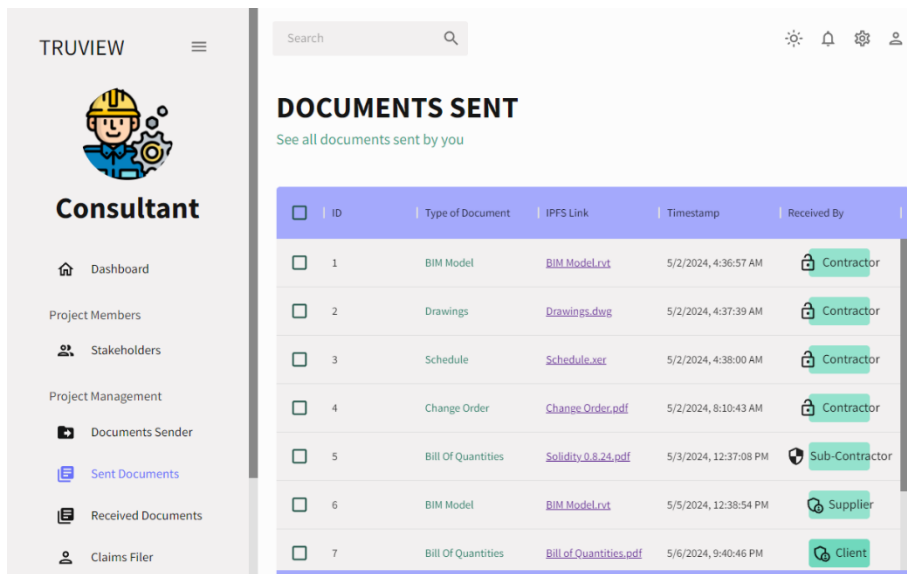 TRUVIEW
Search
DOCUMENTS SENT
See all documents sent by you
Consultant
Dashboard
Project Members
Stakeholders
Project Management
Documents Sender
Sent Documents
Received Documents
Claims Filer
ID Type of Document IPFS Link Timestamp Received By
1 BIM Model BIM Model.rvt 5/2/2024, 4:36:57 AM Contractor
2 Drawings Drawings.dwg 5/2/2024, 4:37:39 AM Contractor
3 Schedule Schedule.xer 5/2/2024, 4:38:00 AM Contractor
4 Change Order Change Order.pdf 5/2/2024, 8:10:43 AM Contractor
5 Bill Of Quantities Solidity 0.8.24.pdf 5/3/2024, 12:37:08 PM Sub-Contractor
6 BIM Model BIM Model.rvt 5/5/2024, 12:38:54 PM Supplier
7 Bill Of Quantities Bill of Quantities.pdf 5/6/2024, 9:40:46 PM Client